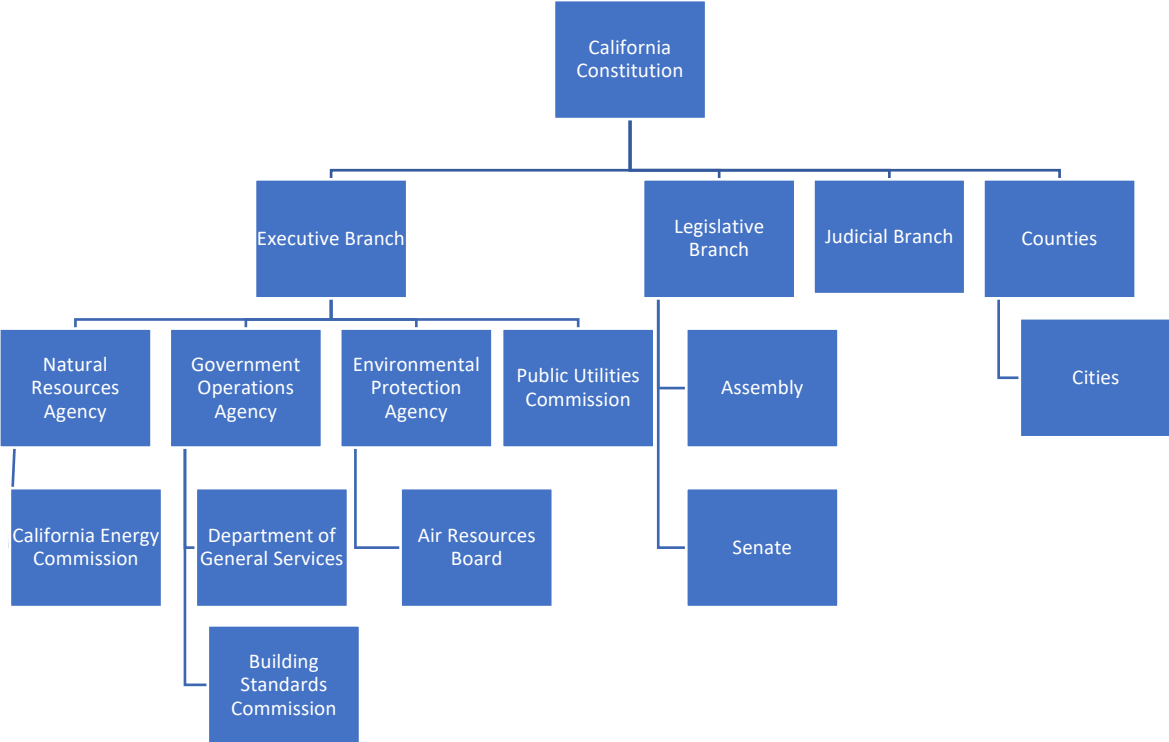 California
Constitution
Executive Branch
Legislative
Branch
Judicial Branch
Counties
Natural
Resources
Agency
Government
Operations
Agency
Environmental
Protection
Agency
Public Utilities
Commission
Assembly
Cities
California Energy
Commission
Department of
General Services
Air Resources
Board
Senate
Building
Standards
Commission